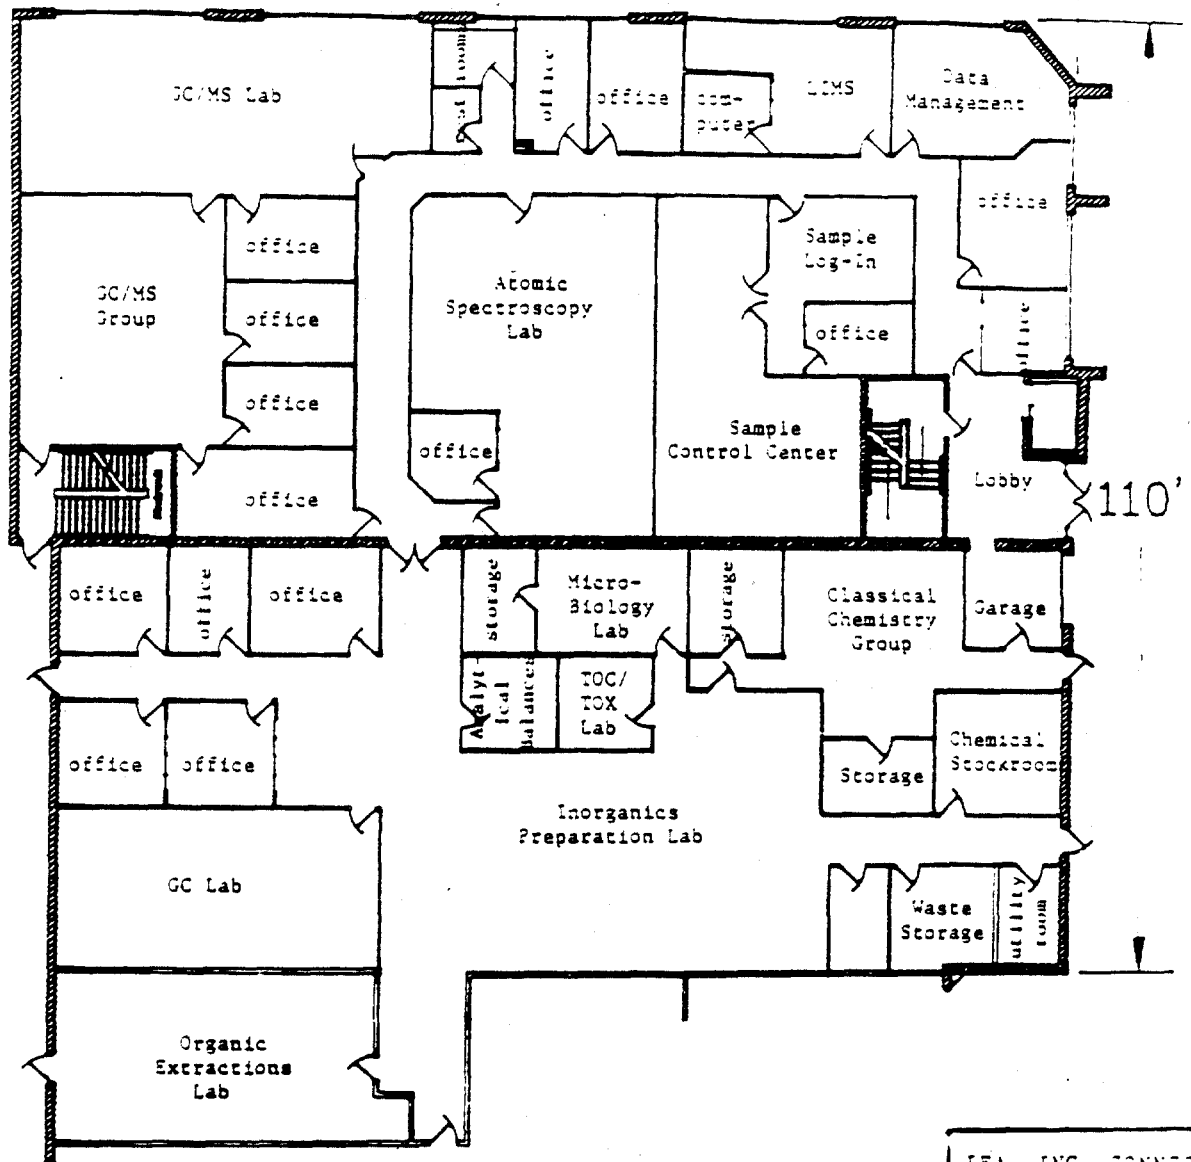 GC/MS Lab
office
office
com-
puter
LIMS
Data
Management
office
Sample
Log-In
office
office
GC/MS
Group
office
office
office
office
Atomic
Spectroscopy
Lab
office
Sample
Control Center
Lobby
110'
office
office
office
storage
Micro-
Biology
Lab
storage
Classical
Chemistry
Group
Garage
Analyt-
ical
Balances
TOC/
TOX
Lab
office
office
Storage
Chemical
Stockroom
Inorganics
Preparation Lab
GC Lab
Waste
Storage
utility
room
Organic
Extractions
Lab